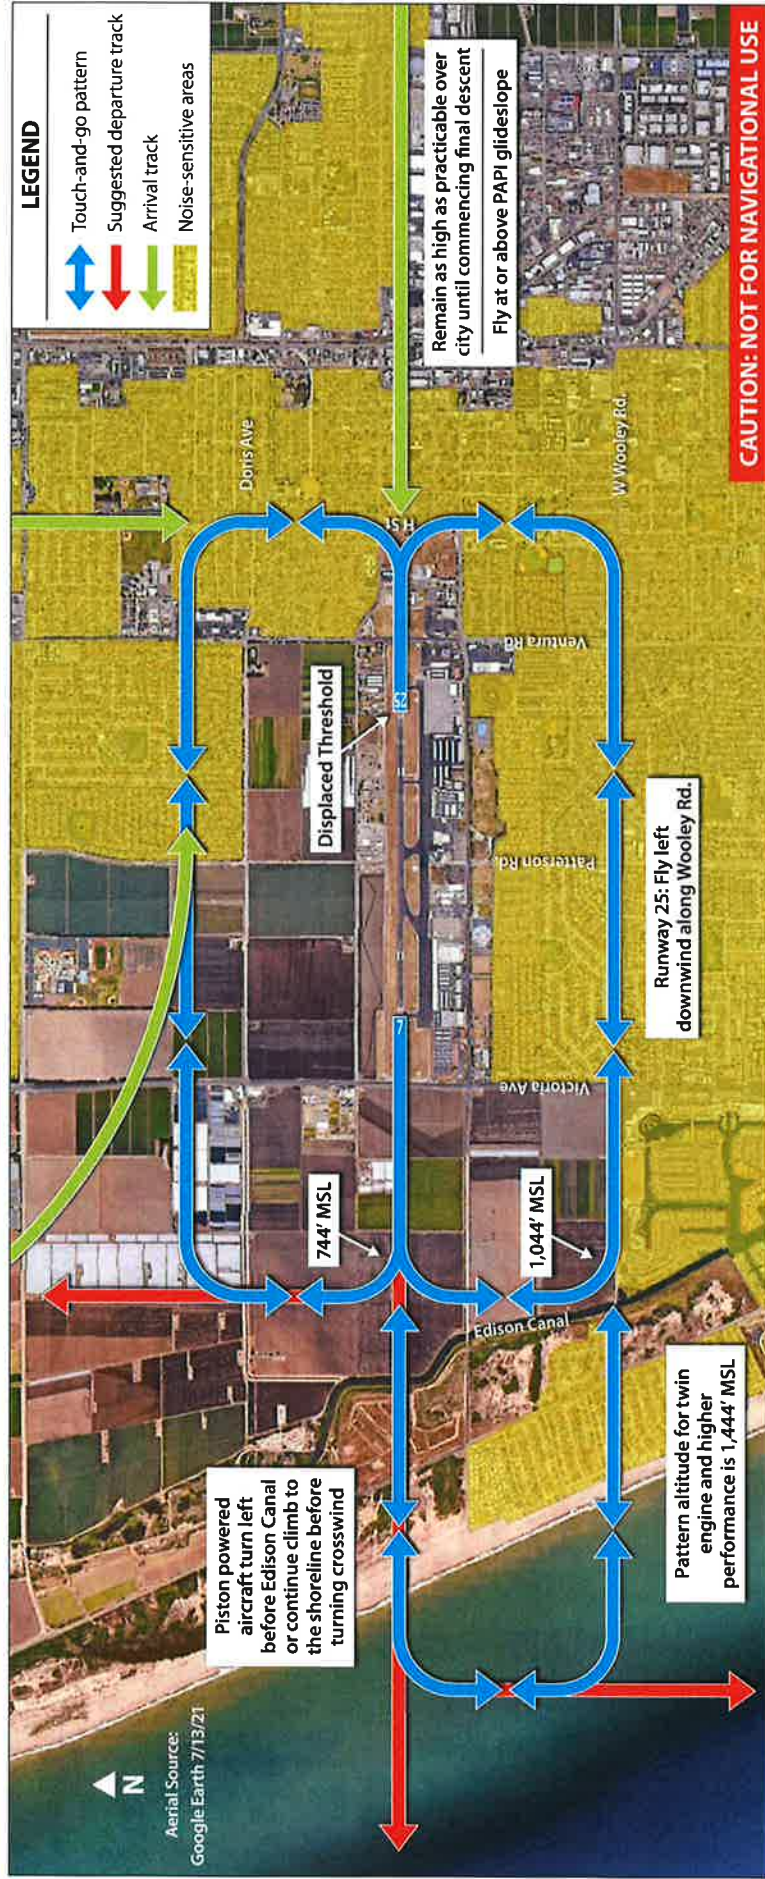 LEGEND
Touch-and-go pattern
Suggested departure track
Arrival track
Noise-sensitive areas
Remain as high as practicable over
city until commencing final descent
Fly at or above PAPI glideslope
CAUTION: NOT FOR NAVIGATIONAL USE
Doris Ave
H St
W Wooley Rd.
Ventura Rd
25
Displaced Threshold
Patterson Rd.
Runway 25: Fly left
downwind along Wooley Rd.
7
Victoria Ave
744' MSL
1,044' MSL
Edison Canal
Piston powered
aircraft turn left
before Edison Canal
or continue climb to
the shoreline before
turning crosswind
Pattern altitude for twin
engine and higher
performance is 1,444' MSL
N
Aerial Source:
Google Earth 7/13/21